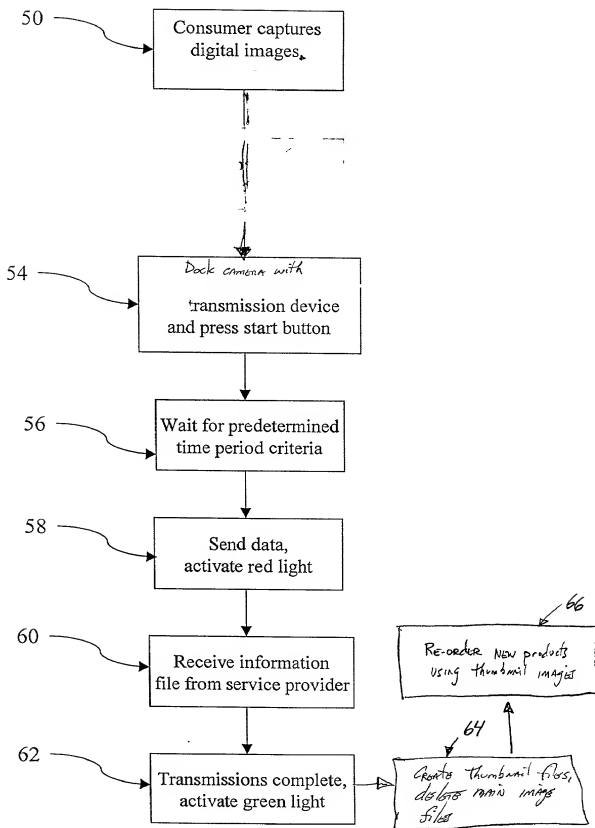 50
Consumer captures
digital images.
54
Dock camera with
transmission device
and press start button
56
Wait for predetermined
time period criteria
58
Send data,
activate red light
60
Receive information
file from service provider
62
Transmissions complete,
activate green light
64
Create thumbnail files,
delete main image
files
66
Re-order new products
using thumbnail images